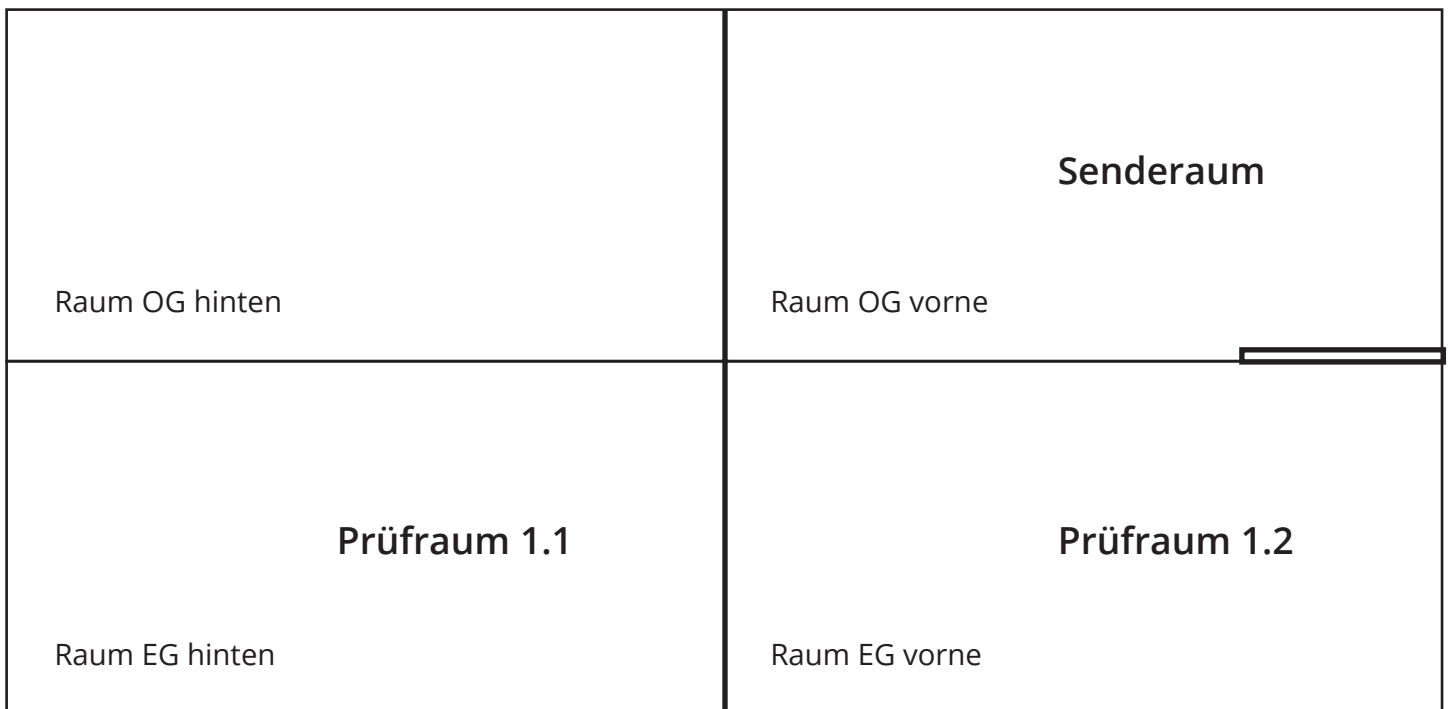 Senderaum
Raum OG hinten
Raum OG vorne
Prüfraum 1.1
Prüfraum 1.2
Raum EG hinten
Raum EG vorne